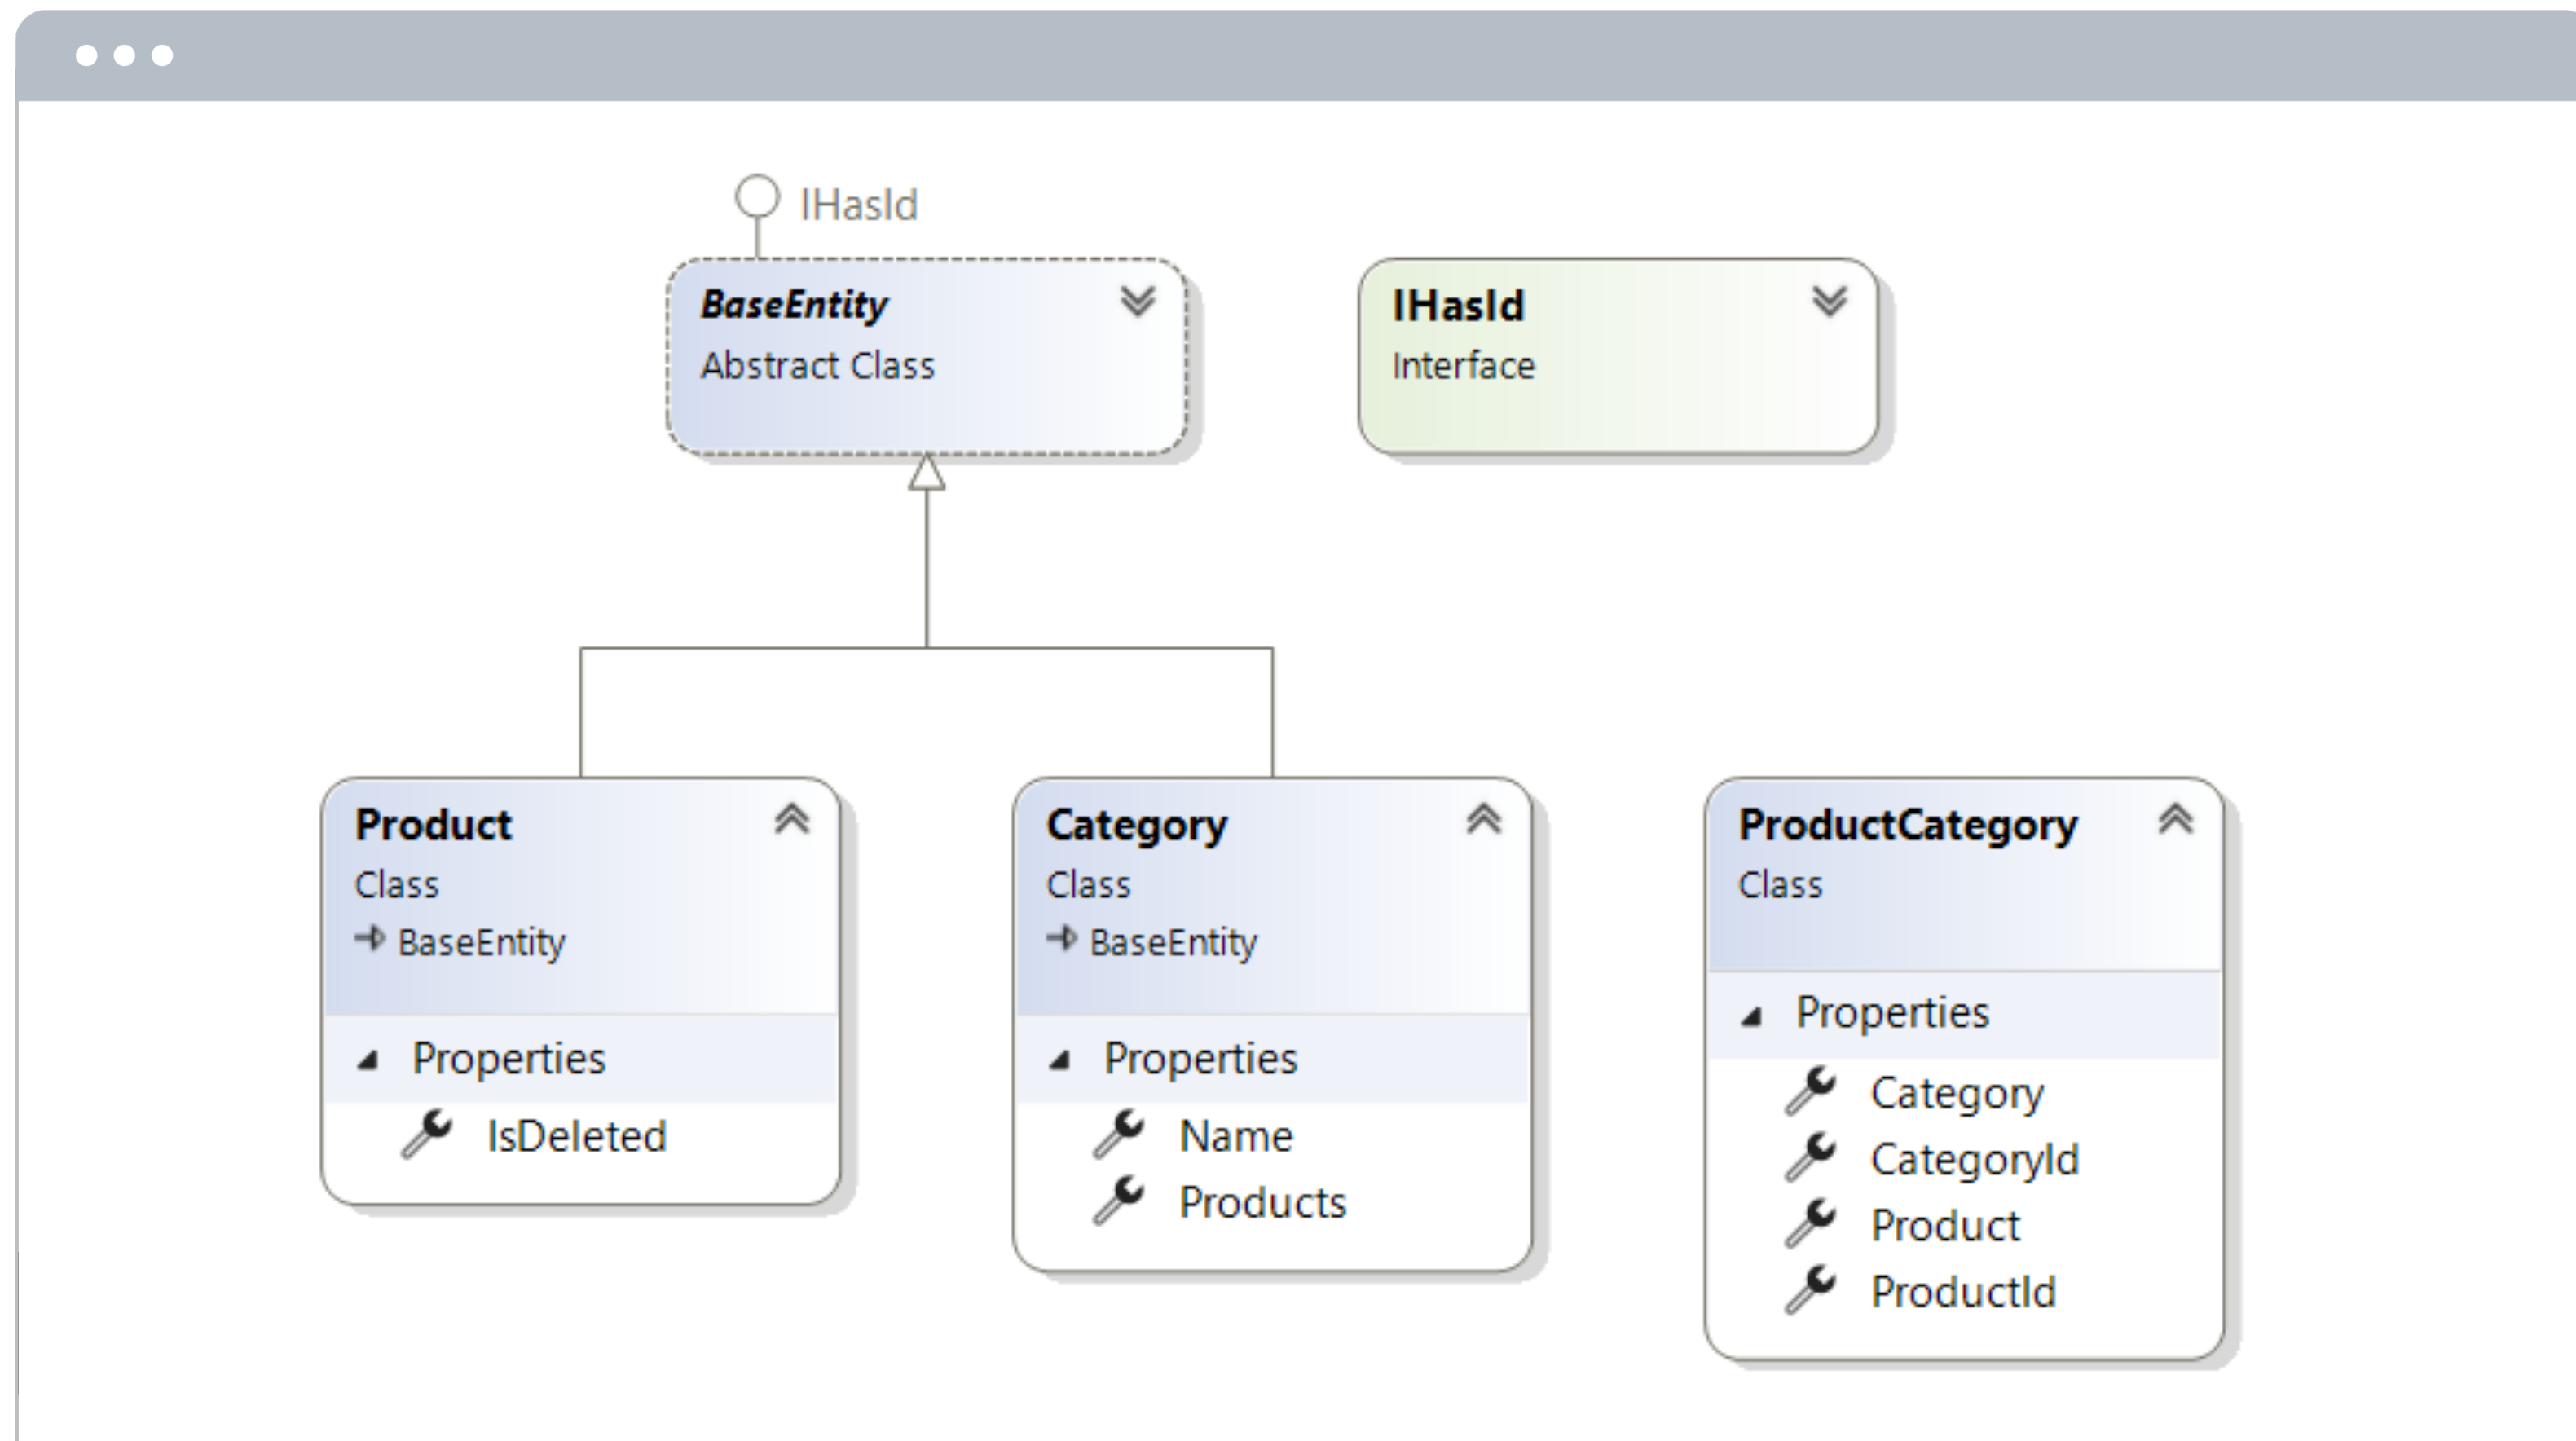 IHasId
BaseEntity
Abstract Class
IHasId
Interface
Product
Class
BaseEntity
Properties
IsDeleted
Category
Class
BaseEntity
Properties
Name
Products
ProductCategory
Class
Properties
Category
CategoryId
Product
ProductId